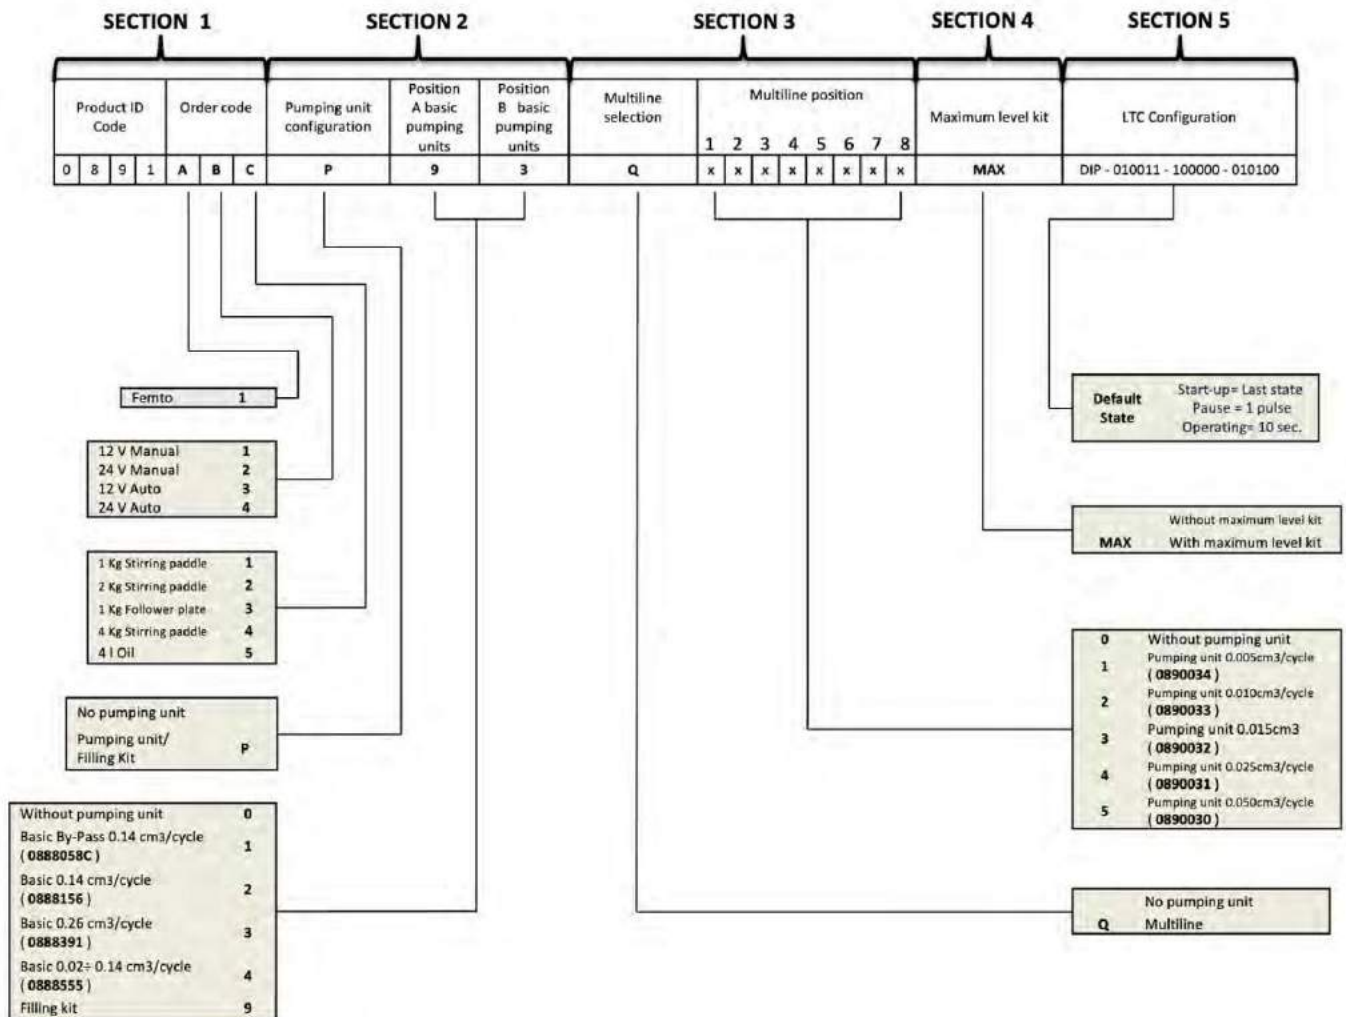 SECTION 1 SECTION 2 SECTION 3 SECTION 4 SECTION 5
Product ID
Code
Order code
Pumping unit
configuration
Position
A basic
pumping
units
Position
B basic
pumping
units
Multiline
selection
Multiline position
1 2 3 4 5 6 7 8
Maximum level kit
LTC Configuration
0 8 9 1 A B C P 9 3 Q x x x x x x x x MAX DIP - 010011 - 100000 - 010100
Femto 1
12 V Manual 1
24 V Manual 2
12 V Auto 3
24 V Auto 4
1 Kg Stirring paddle 1
2 Kg Stirring paddle 2
1 Kg Follower plate 3
4 Kg Stirring paddle 4
4 l Oil 5
No pumping unit
Pumping unit/
Filling Kit P
Without pumping unit 0
Basic By-Pass 0.14 cm3/cycle
( 0888058C ) 1
Basic 0.14 cm3/cycle
( 0888156 ) 2
Basic 0.26 cm3/cycle
( 0888391 ) 3
Basic 0.02÷ 0.14 cm3/cycle
( 0888555 ) 4
Filling kit 9
Default
State
Start-up= Last state
Pause = 1 pulse
Operating= 10 sec.
Without maximum level kit
MAX With maximum level kit
0 Without pumping unit
1 Pumping unit 0.005cm3/cycle
( 0890034 )
2 Pumping unit 0.010cm3/cycle
( 0890033 )
3 Pumping unit 0.015cm3
( 0890032 )
4 Pumping unit 0.025cm3/cycle
( 0890031 )
5 Pumping unit 0.050cm3/cycle
( 0890030 )
No pumping unit
Q Multiline